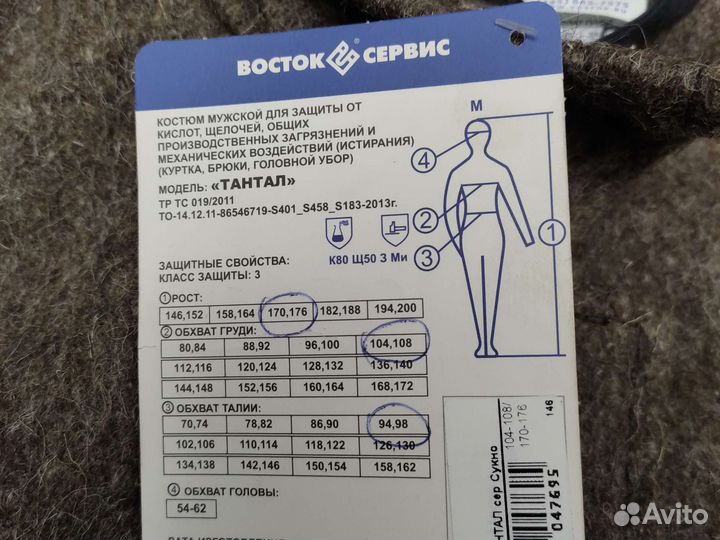 ВОСТОК СЕРВИС
КОСТЮМ МУЖСКОЙ ДЛЯ ЗАЩИТЫ ОТ
КИСЛОТ, ЩЕЛОЧЕЙ, ОБЩИХ
ПРОИЗВОДСТВЕННЫХ ЗАГРЯЗНЕНИЙ И
МЕХАНИЧЕСКИХ ВОЗДЕЙСТВИЙ (ИСТИРАНИЯ)
(КУРТКА, БРЮКИ, ГОЛОВНОЙ УБОР)
МОДЕЛЬ: «ТАНТАЛ»
ТР ТС 019/2011
ТО-14.12.11-86546719-S401_S458_S183-2013г.
К80 Щ50 З Ми
ЗАЩИТНЫЕ СВОЙСТВА:
КЛАСС ЗАЩИТЫ: 3
М
4
2
3
1
1 РОСТ:
146,152 158,164 170,176 182,188 194,200
2 ОБХВАТ ГРУДИ:
80,84 88,92 96,100 104,108
112,116 120,124 128,132 136,140
144,148 152,156 160,164 168,172
3 ОБХВАТ ТАЛИИ:
70,74 78,82 86,90 94,98
102,106 110,114 118,122 126,130
134,138 142,146 150,154 158,162
4 ОБХВАТ ГОЛОВЫ:
54-62
сер Сукно
104-108/
170-176
146
047695
Avito